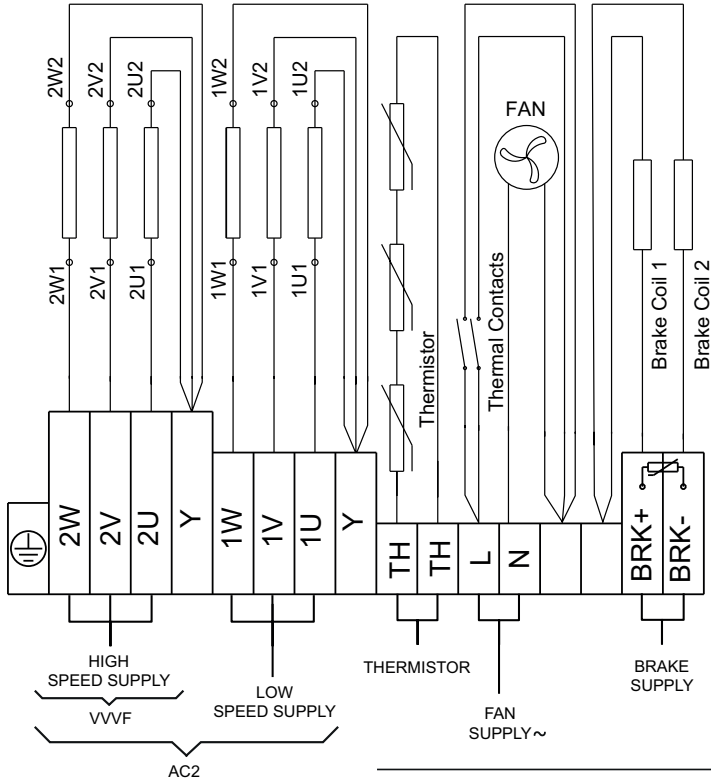 2W2
2V2
2U2
1W2
1V2
1U2
FAN
2W1
2V1
2U1
1W1
1V1
1U1
Thermistor
Thermal Contacts
Brake Coil 1
Brake Coil 2
2W
2V
2U
Y
1W
1V
1U
Y
TH
TH
L
N
BRK+
BRK-
HIGH
SPEED SUPPLY
VVVF
LOW
SPEED SUPPLY
AC2
THERMISTOR
FAN
SUPPLY~
BRAKE
SUPPLY